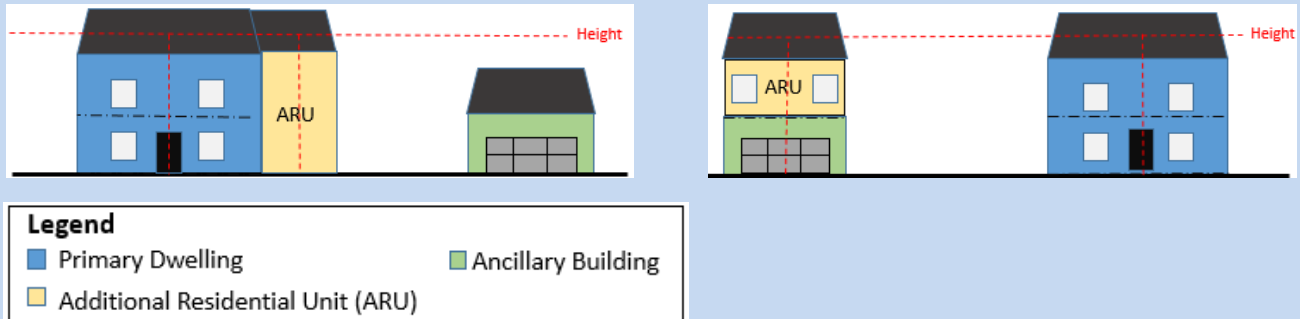 Height
ARU
Height
ARU
Legend
Primary Dwelling
Ancillary Building
Additional Residential Unit (ARU)